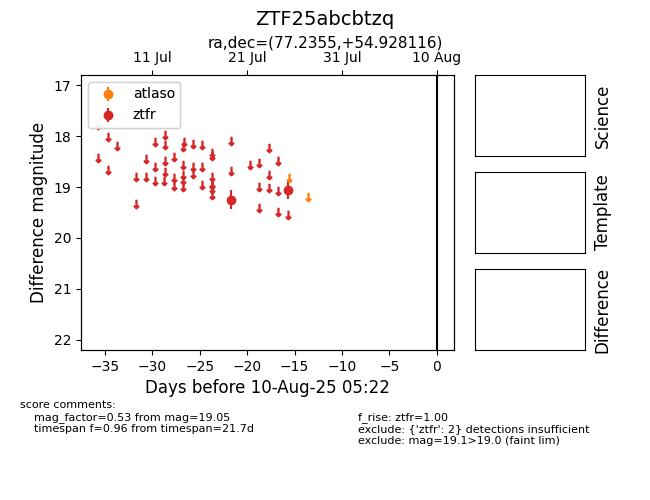 ZTF25abcbtzq
ra,dec=(77.2355,+54.928116)
11 Jul 21 Jul 31 Jul 10 Aug
atlaso
ztfr
17
18
19
20
21
22
Difference magnitude
−35 −30 −25 −20 −15 −10 −5 0
Days before 10-Aug-25 05:22
Science
Template
Difference
score comments:
mag_factor=0.53 from mag=19.05
timespan f=0.96 from timespan=21.7d
f_rise: ztfr=1.00
exclude: {'ztfr': 2} detections insufficient
exclude: mag=19.1>19.0 (faint lim)